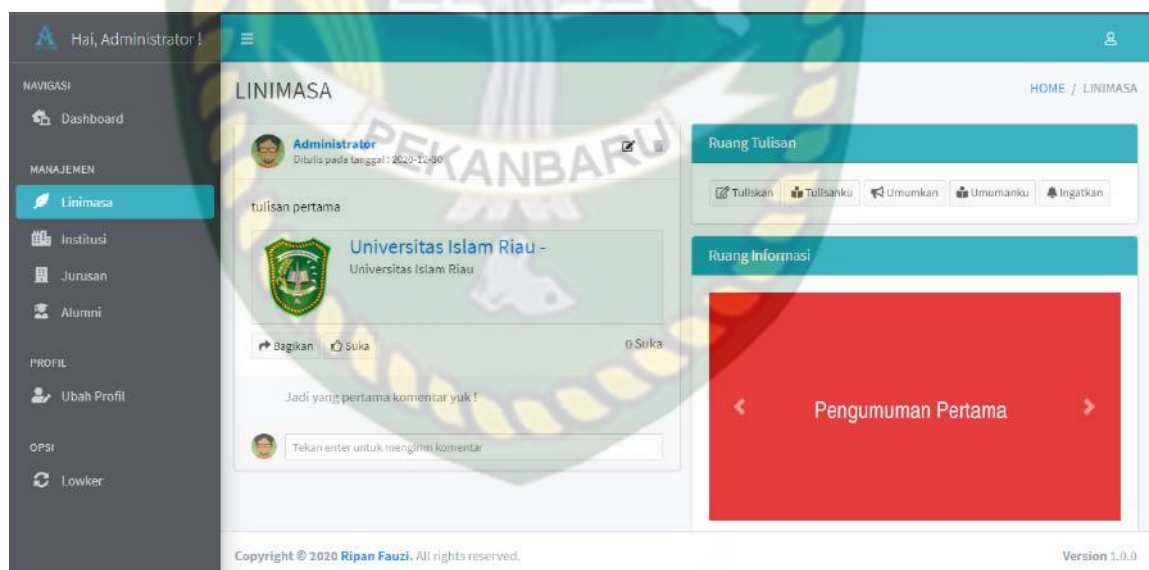 Hai, Administrator !
NAVIGASI
Dashboard
MANAJEMEN
Linimasa
Institusi
Jurusan
Alumni
PROFIL
Ubah Profil
OPSI
Lowker
LINIMASA
HOME / LINIMASA
Administrator
Ditulis pada tanggal : 2020-12-30
PEKANBARU
tulisan pertama
Universitas Islam Riau -
Universitas Islam Riau
Bagikan Suka
0 Suka
Jadi yang pertama komentar yuk !
Tekan enter untuk mengirim komentar
Ruang Tulisan
Tuliskan Tulisanku Umumkan Umumanku Ingatkan
Ruang Informasi
Pengumuman Pertama
Copyright © 2020 Ripan Fauzi. All rights reserved.
Version 1.0.0